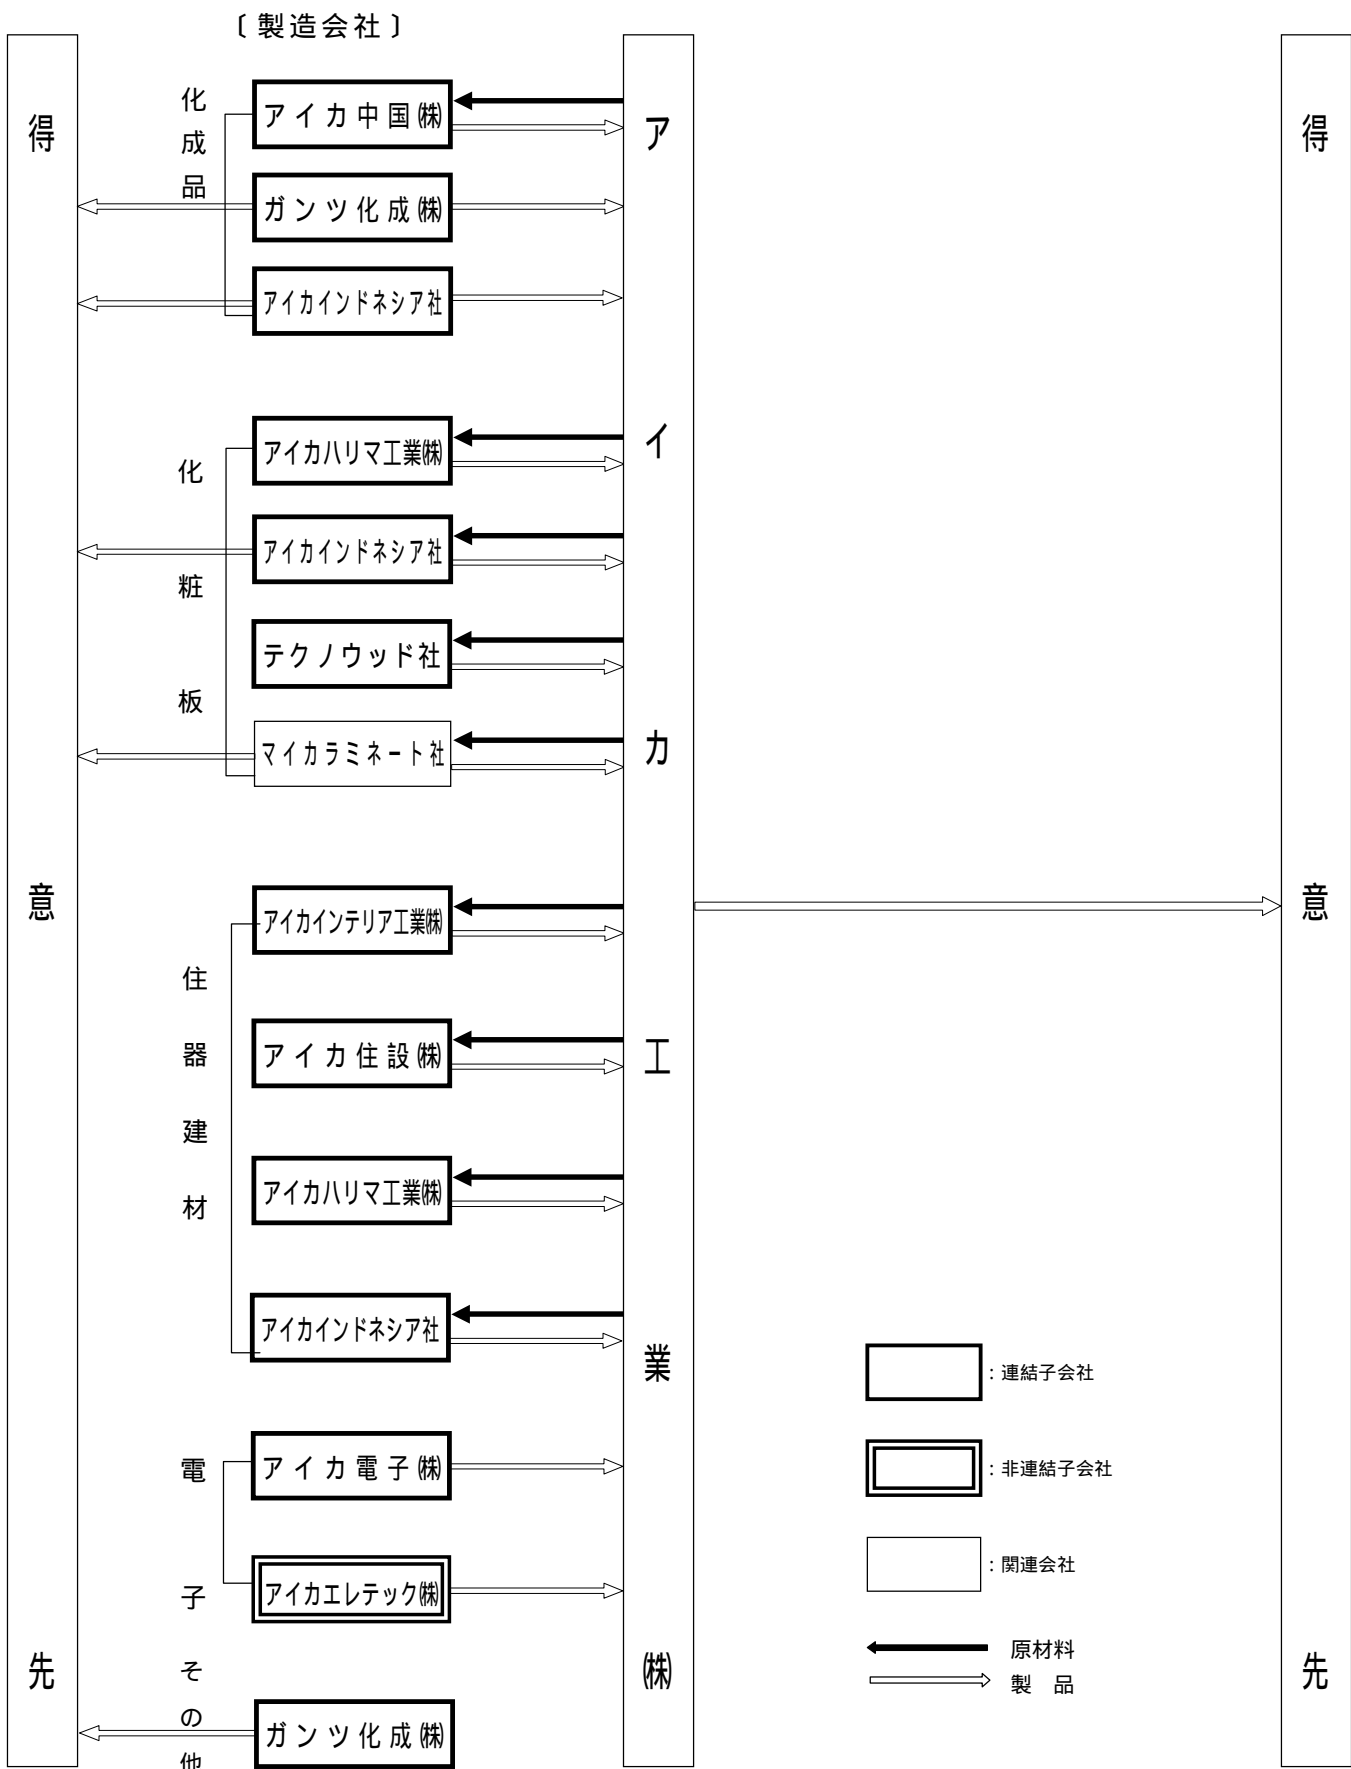 〔製造会社〕
得意先
化成品
アイカ中国㈱
ガンツ化成㈱
アイカインドネシア社
化粧板
アイカハリマ工業㈱
アイカインドネシア社
テクノウッド社
マイカラミネート社
住器建材
アイカインテリア工業㈱
アイカ住設㈱
アイカハリマ工業㈱
アイカインドネシア社
電子
アイカ電子㈱
アイカエレテック㈱
その他
ガンツ化成㈱
アイカ工業㈱
得意先
：連結子会社
：非連結子会社
：関連会社
原材料
製品